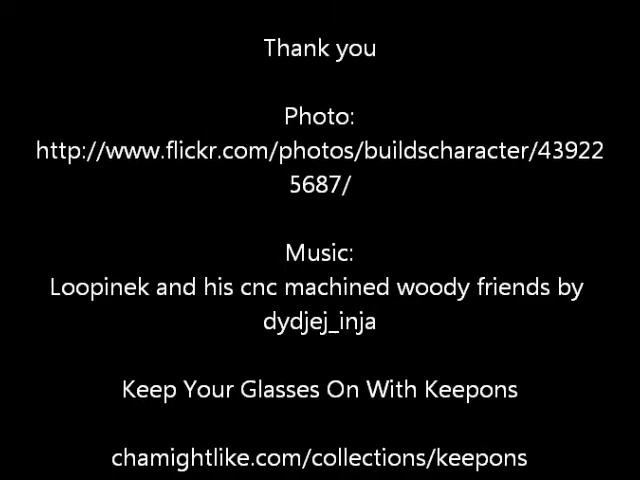 Thank you
Photo:
http://www.flickr.com/photos/buildscharacter/43922
5687/
Music:
Loopinek and his cnc machined woody friends by
dydjej_inja
Keep Your Glasses On With Keepons
chamightlike.com/collections/keepons